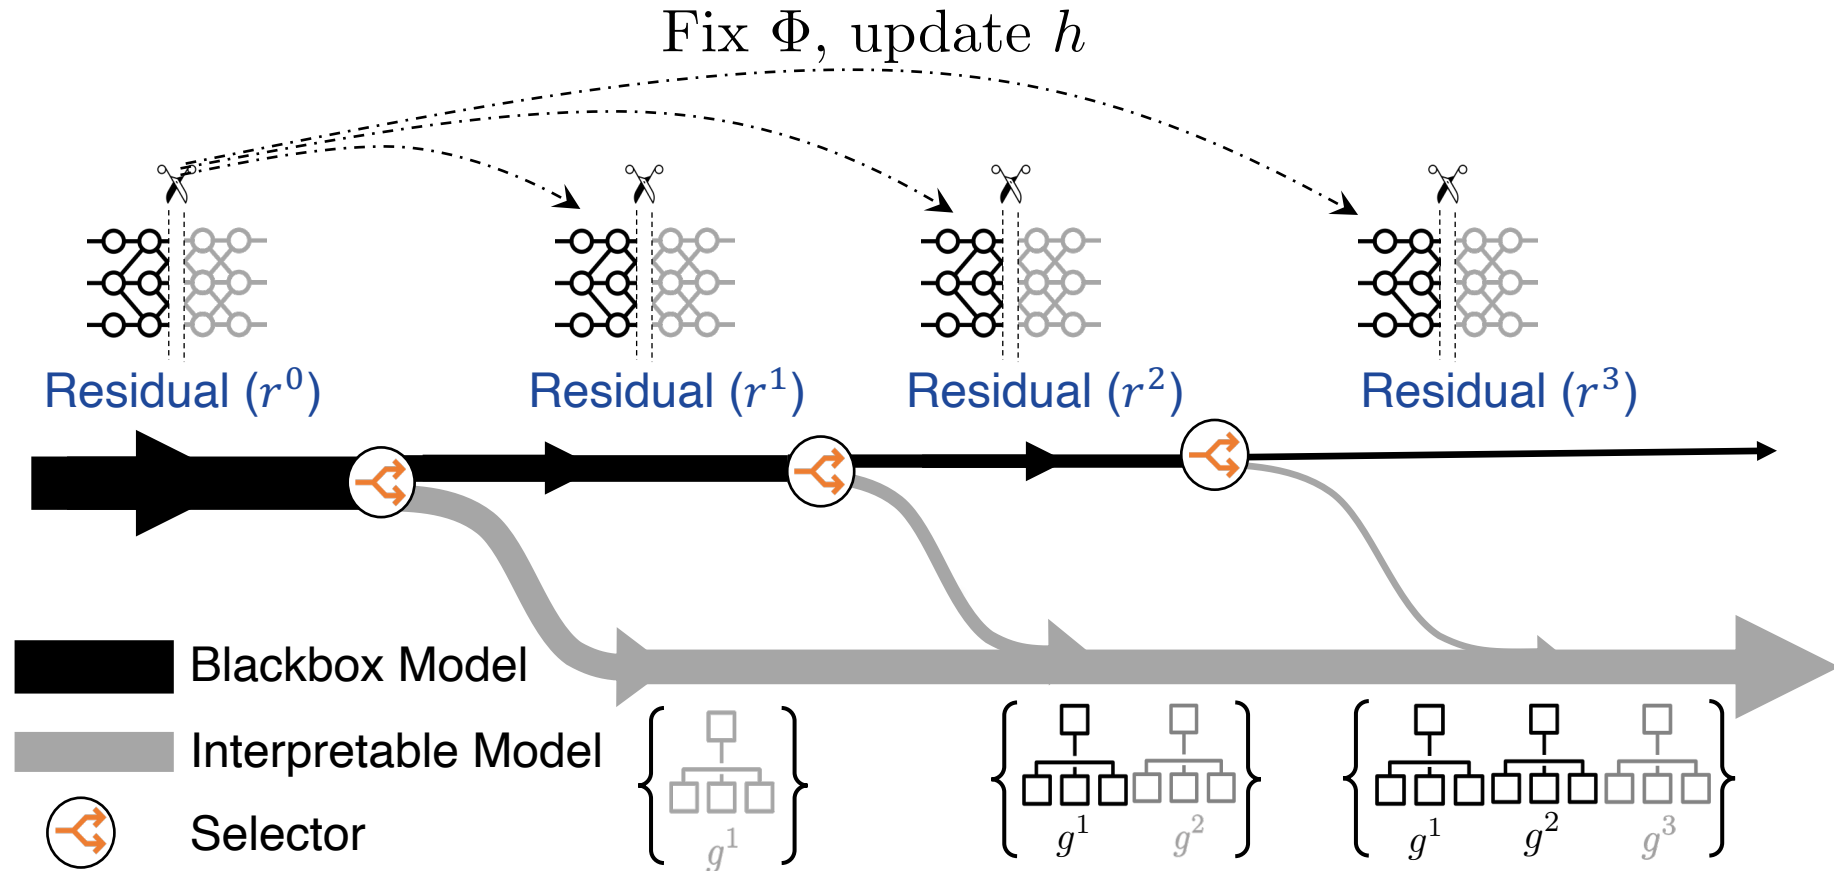 Fix Φ, update h
Residual (r⁰) Residual (r¹) Residual (r²) Residual (r³)
Blackbox Model
Interpretable Model
Selector
g¹ g¹ g² g¹ g² g³